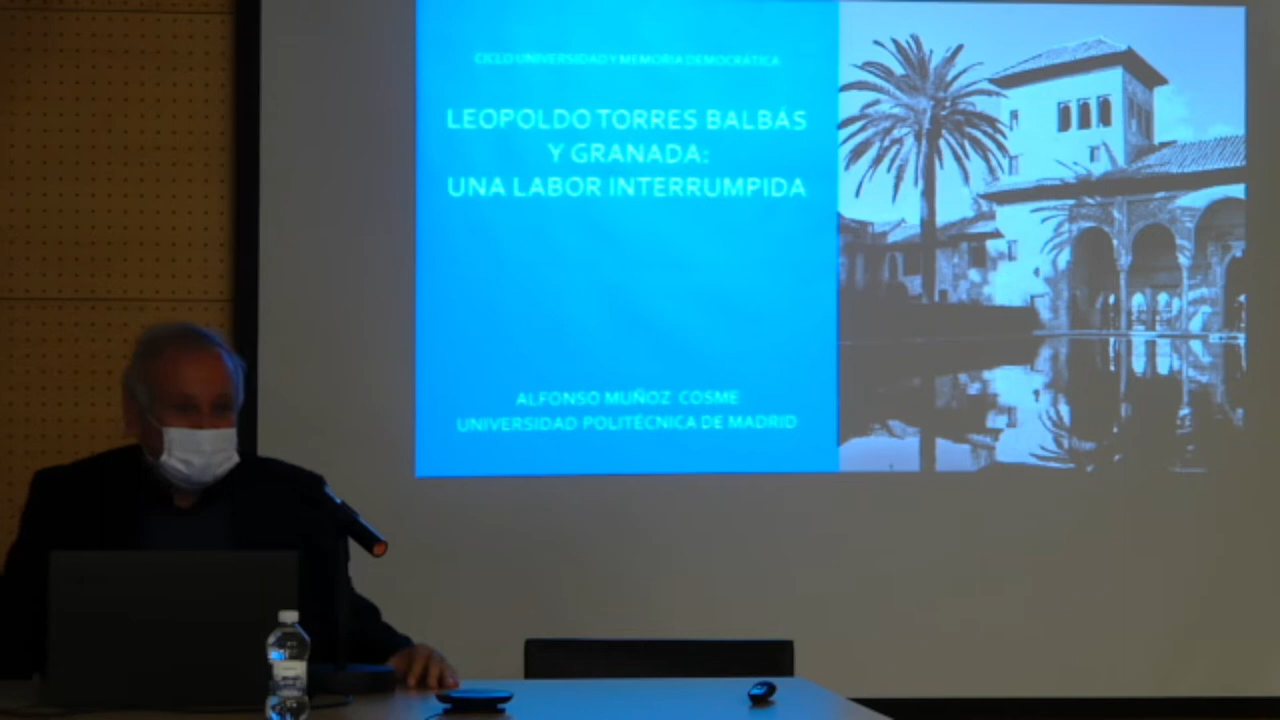 CICLO UNIVERSIDAD Y MEMORIA DEMOCRÁTICA
LEOPOLDO TORRES BALBÁS
Y GRANADA:
UNA LABOR INTERRUMPIDA
ALFONSO MUÑOZ COSME
UNIVERSIDAD POLITÉCNICA DE MADRID